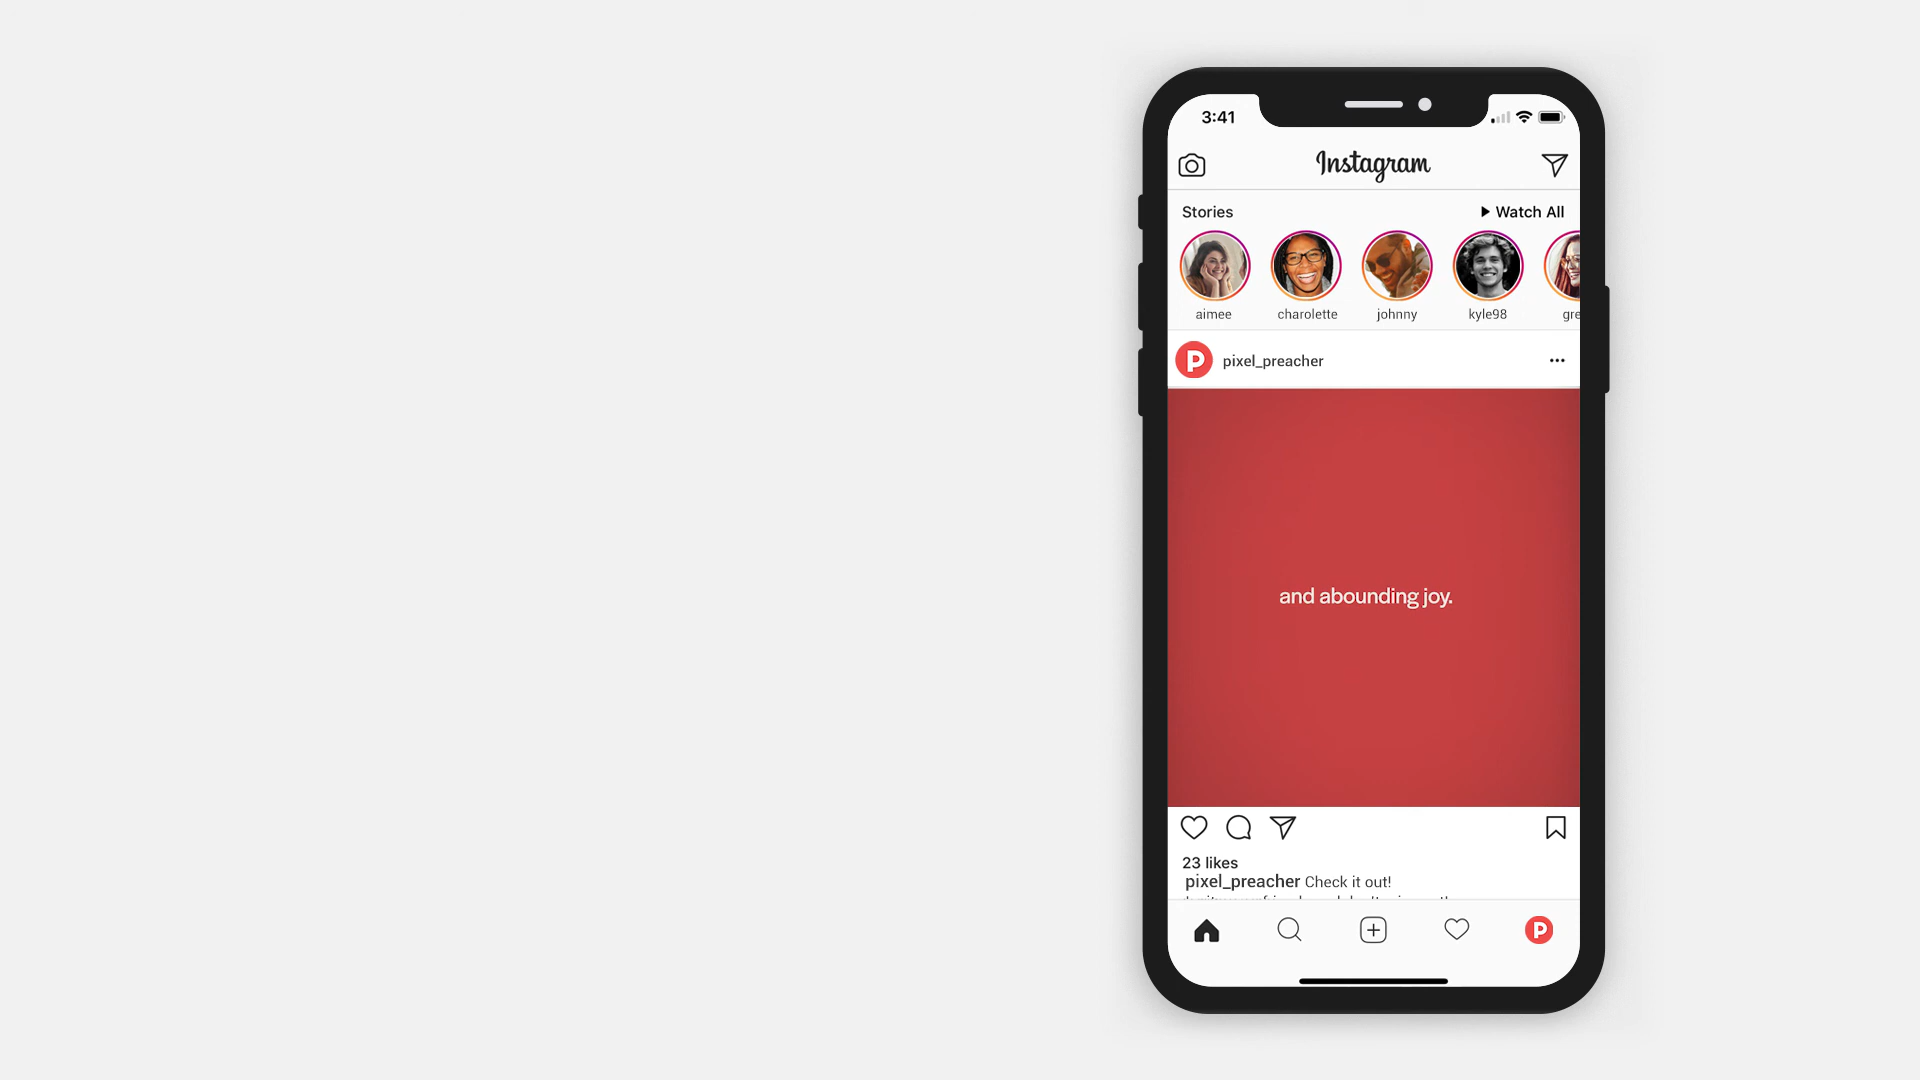 3:41
Instagram
Stories
Watch All
aimee
charolette
johnny
kyle98
gre
P
pixel_preacher
and abounding joy.
23 likes
pixel_preacher Check it out!
P